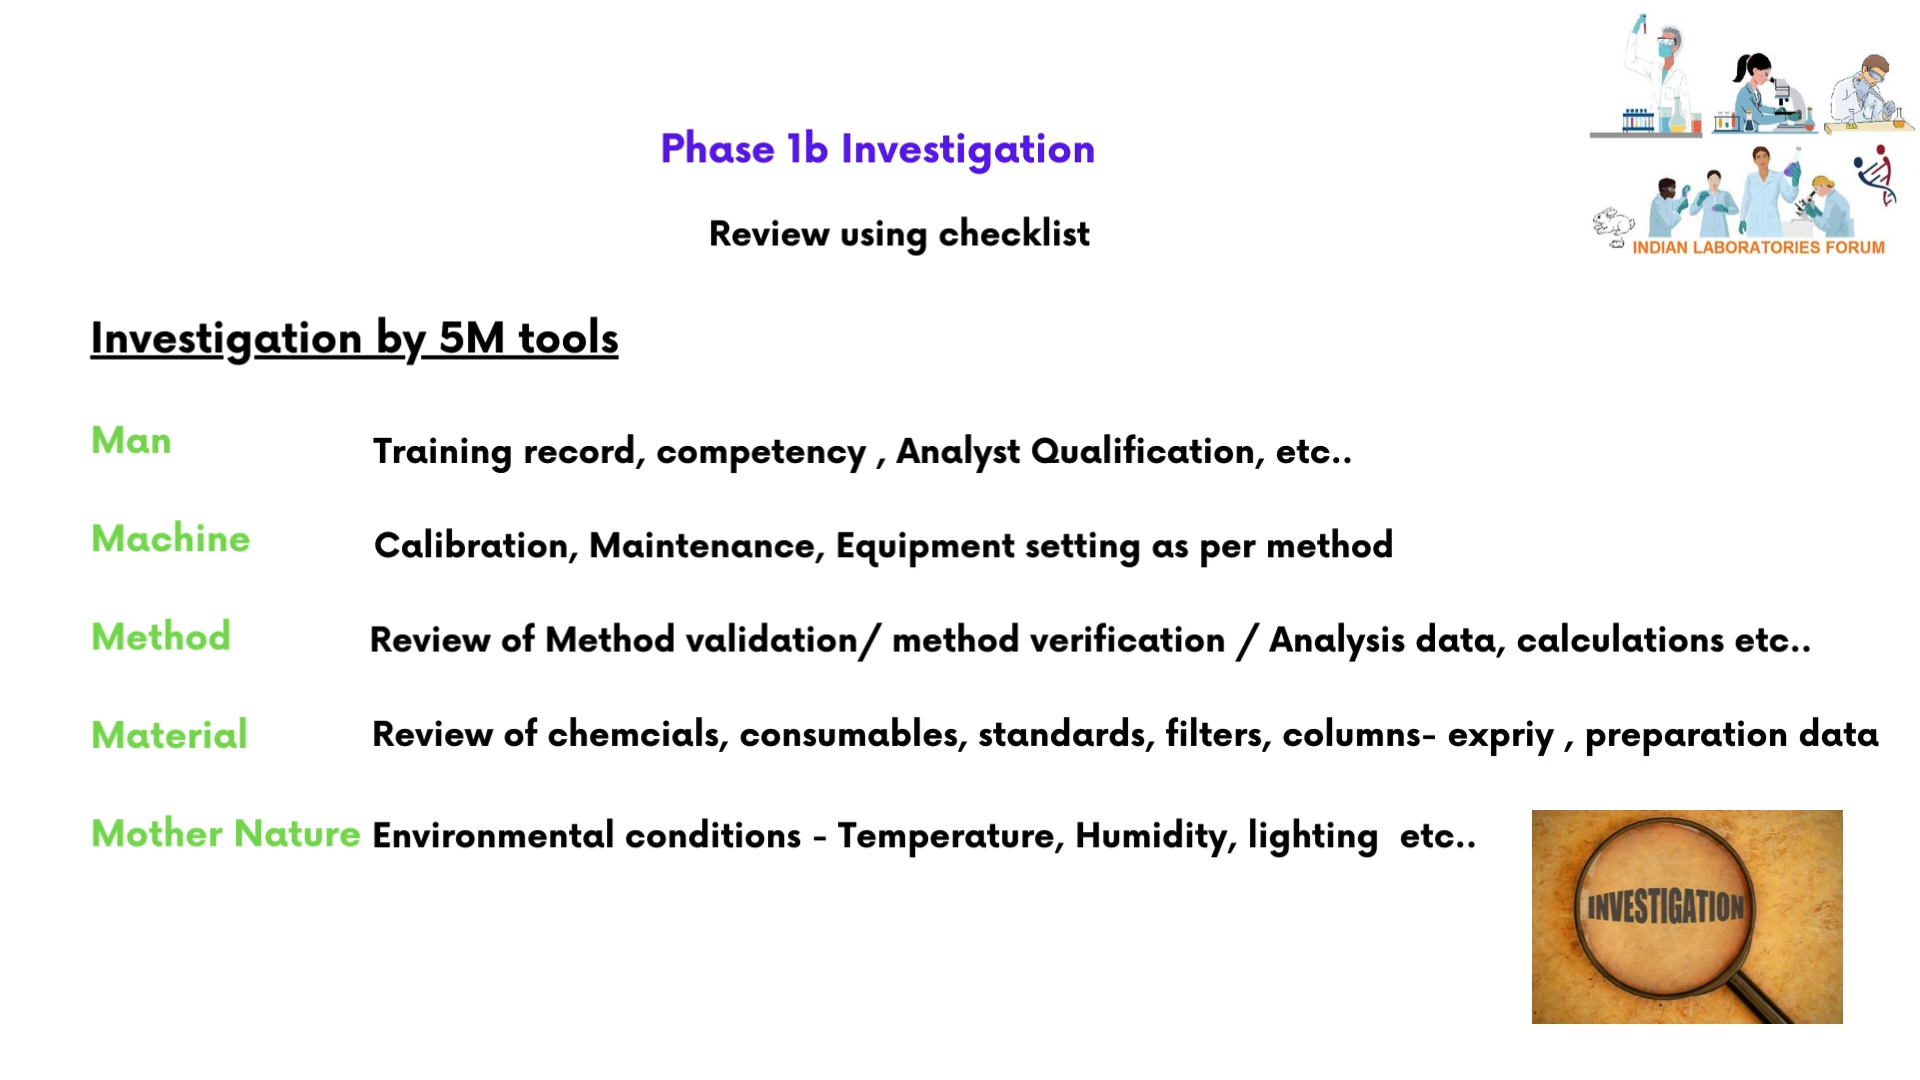 Phase 1b Investigation
Review using checklist
INDIAN LABORATORIES FORUM
Investigation by 5M tools
Man Training record, competency , Analyst Qualification, etc..
Machine Calibration, Maintenance, Equipment setting as per method
Method Review of Method validation/ method verification / Analysis data, calculations etc..
Material Review of chemcials, consumables, standards, filters, columns- expriy , preparation data
Mother Nature Environmental conditions - Temperature, Humidity, lighting etc..
INVESTIGATION